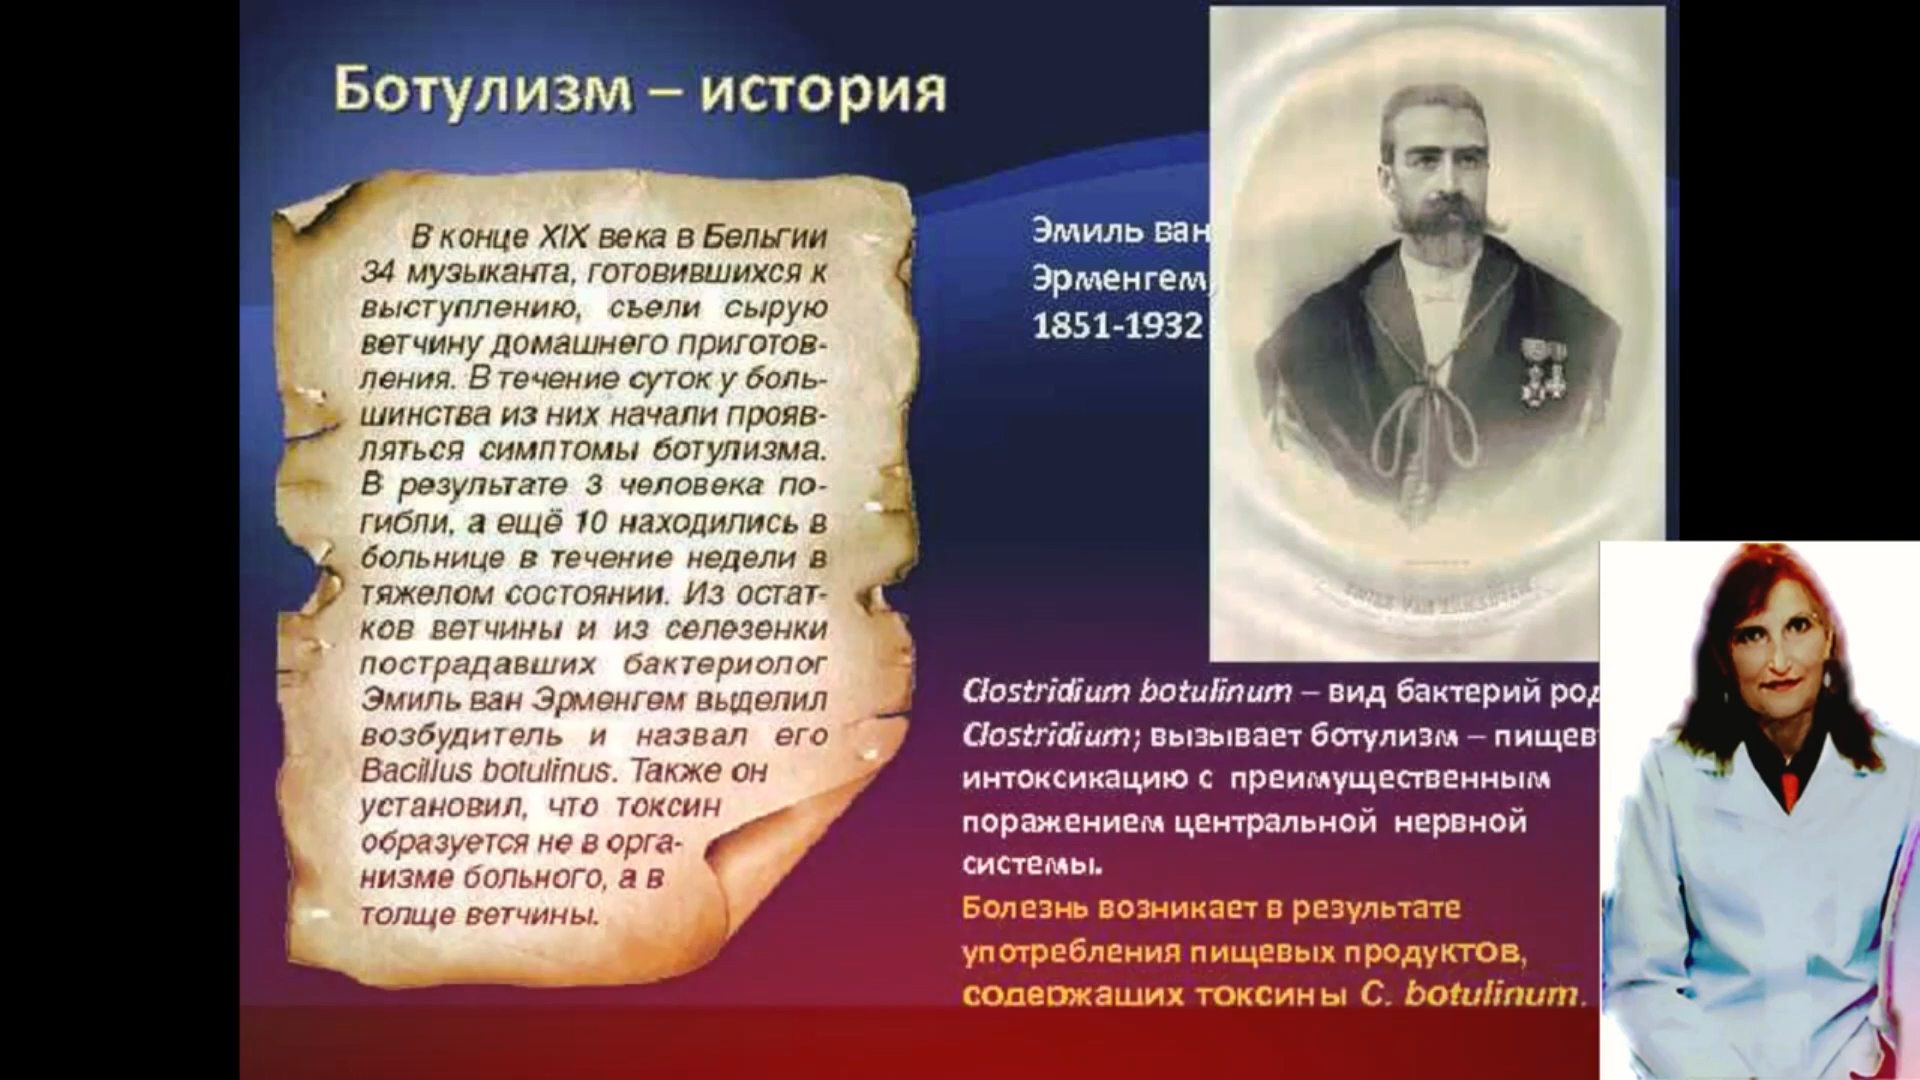 Ботулизм – история
В конце XIX века в Бельгии
34 музыканта, готовившихся к
выступлению, съели сырую
ветчину домашнего приготов-
ления. В течение суток у боль-
шинства из них начали прояв-
ляться симптомы ботулизма.
В результате 3 человека по-
гибли, а ещё 10 находились в
больнице в течение недели в
тяжелом состоянии. Из остат-
ков ветчины и из селезенки
пострадавших бактериолог
Эмиль ван Эрменгем выделил
возбудитель и назвал его
Bacillus botulinus. Также он
установил, что токсин
образуется не в орга-
низме больного, а в
толще ветчины.
Эмиль ван
Эрменгем,
1851-1932
Clostridium botulinum – вид бактерий
Clostridium; вызывает ботулизм –
интоксикацию с преимущественным
поражением центральной нервной
системы.
Болезнь возникает в результате
употребления пищевых продуктов,
содержащих токсины C. botulinum.